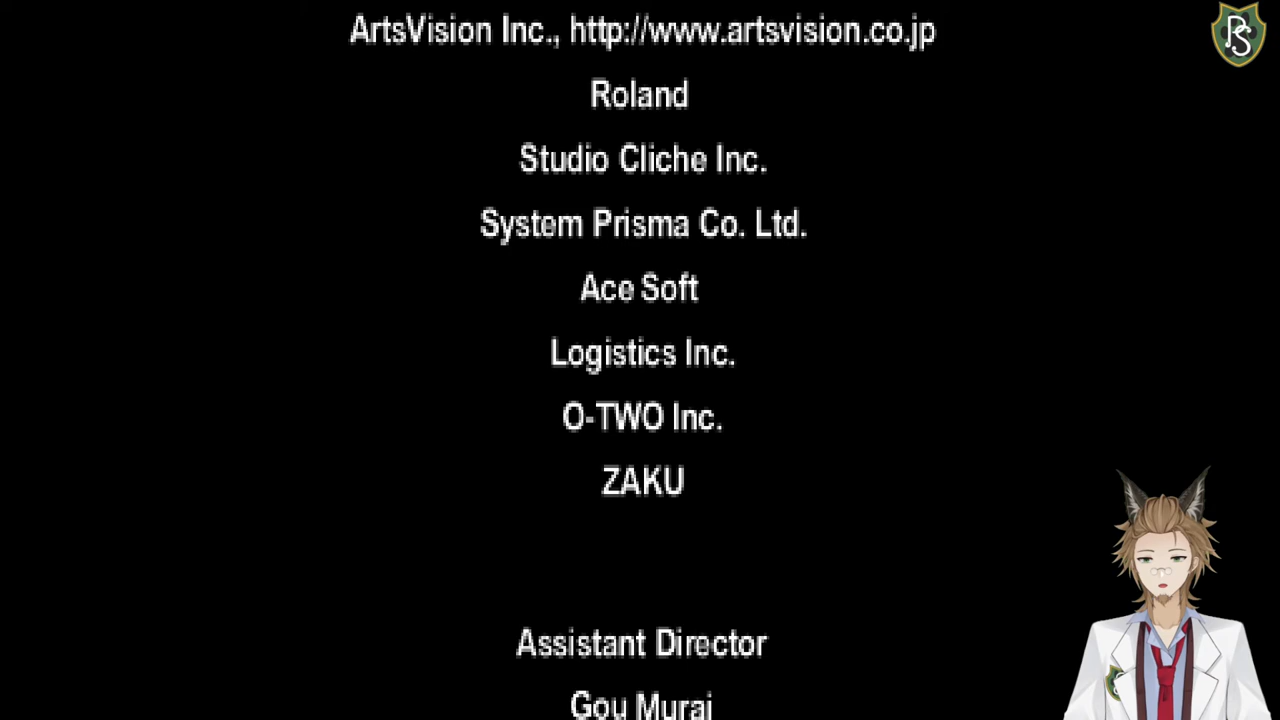 ArtsVision Inc., http://www.artsvision.co.jp
Roland
Studio Cliche Inc.
System Prisma Co. Ltd.
Ace Soft
Logistics Inc.
O-TWO Inc.
ZAKU
Assistant Director
Gou Murai
PS